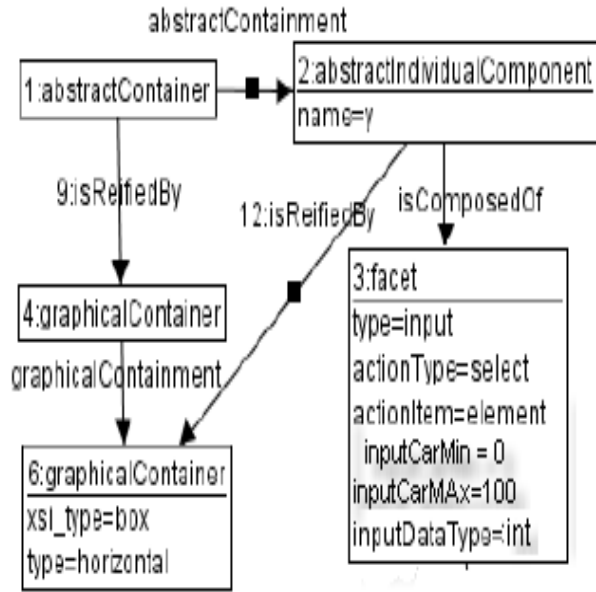 abstractContainment
1:abstractContainer
2:abstractIndividualComponent
name=y
9:isReifiedBy
12:isReifiedBy
isComposedOf
4:graphicalContainer
graphicalContainment
3:facet
type=input
actionType=select
actionItem=element
inputCarMin = 0
inputCarMAx=100
inputDataType=int
6:graphicalContainer
xsi_type=box
type=horizontal